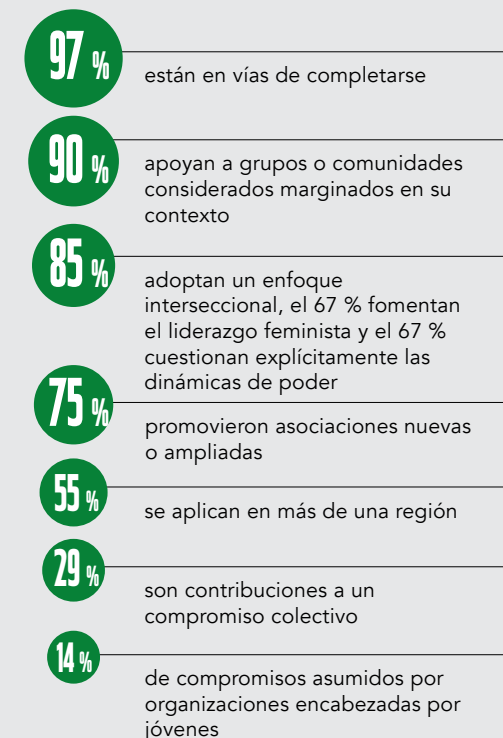 97 %
están en vías de completarse
90 %
apoyan a grupos o comunidades
considerados marginados en su
contexto
85 %
adoptan un enfoque
interseccional, el 67 % fomentan
el liderazgo feminista y el 67 %
cuestionan explícitamente las
dinámicas de poder
75 %
promovieron asociaciones nuevas
o ampliadas
55 %
se aplican en más de una región
29 %
son contribuciones a un
compromiso colectivo
14 %
de compromisos asumidos por
organizaciones encabezadas por
jóvenes